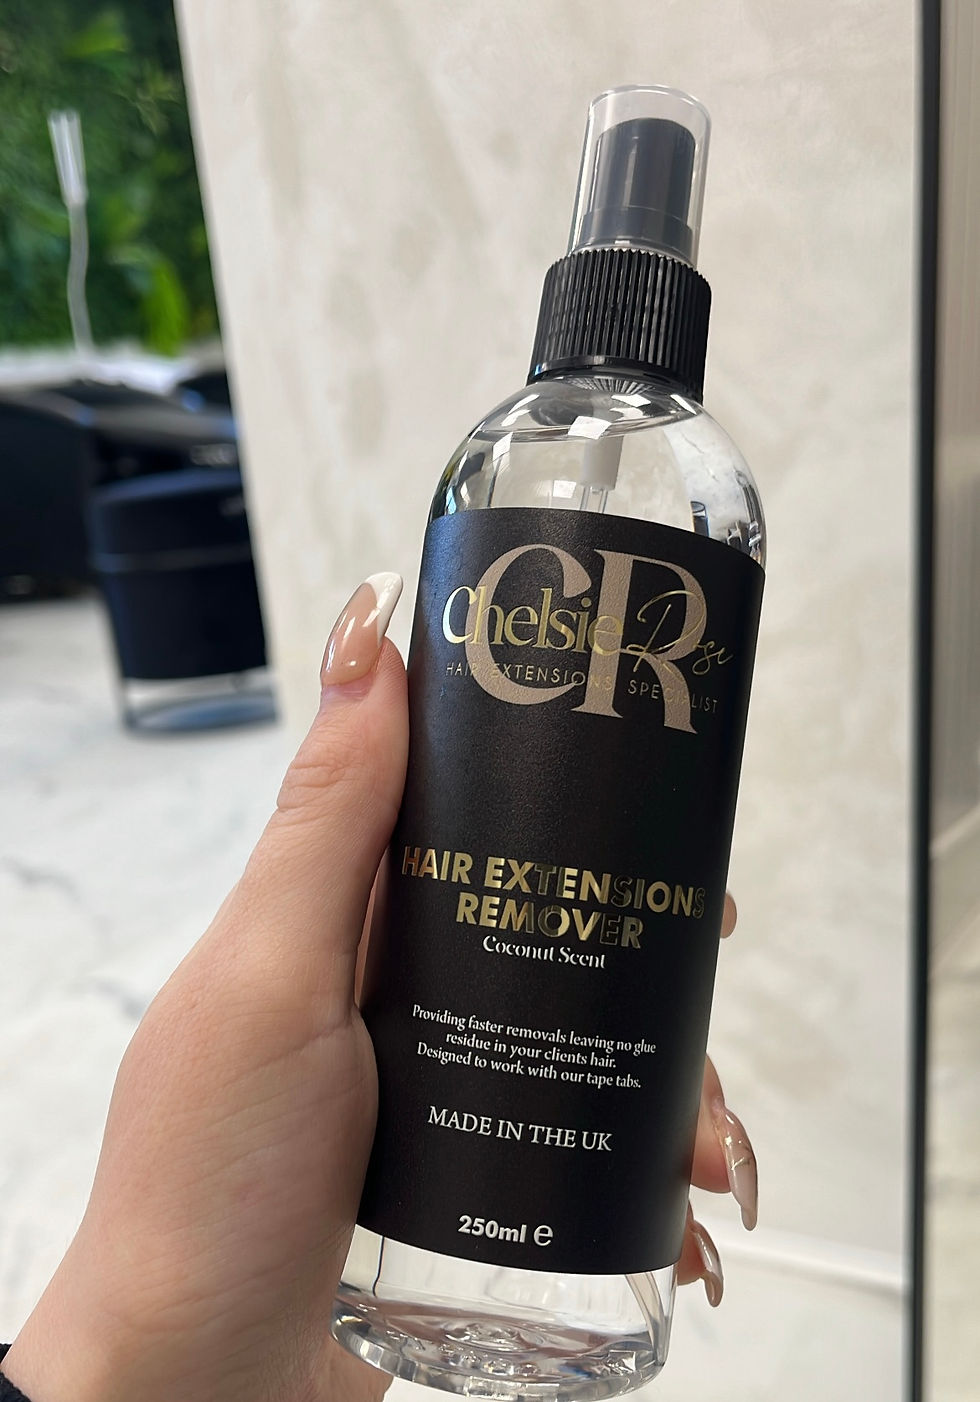 CR
Chelsie Rose
HAIR EXTENSIONS SPECIALIST
HAIR EXTENSIONS
REMOVER
Coconut Scent
Providing faster removals leaving no glue
residue in your clients hair.
Designed to work with our tape tabs.
MADE IN THE UK
250ml ℮